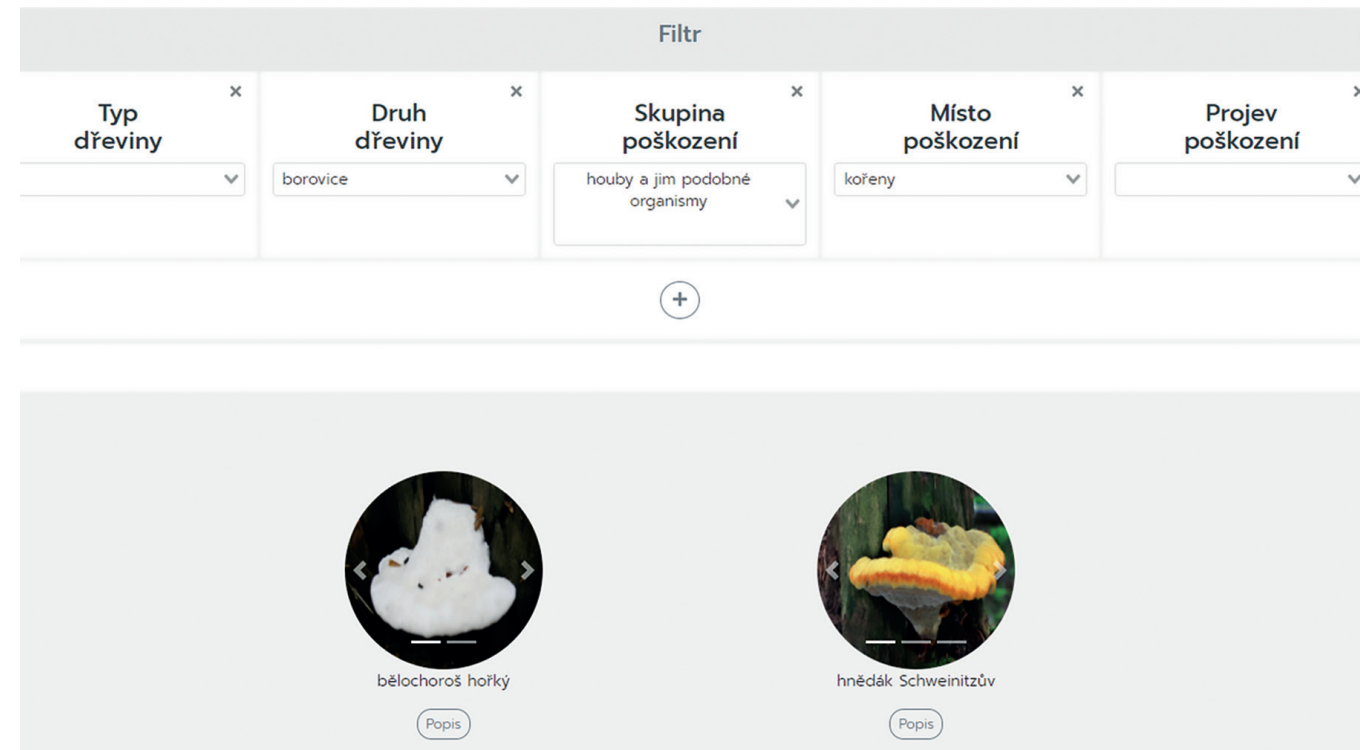 Filtr
Typ
dřeviny
Druh
dřeviny
borovice
Skupina
poškození
houby a jim podobné
organismy
Místo
poškození
kořeny
Projev
poškození
bělochoroš hořký
Popis
hnědák Schweinitzův
Popis